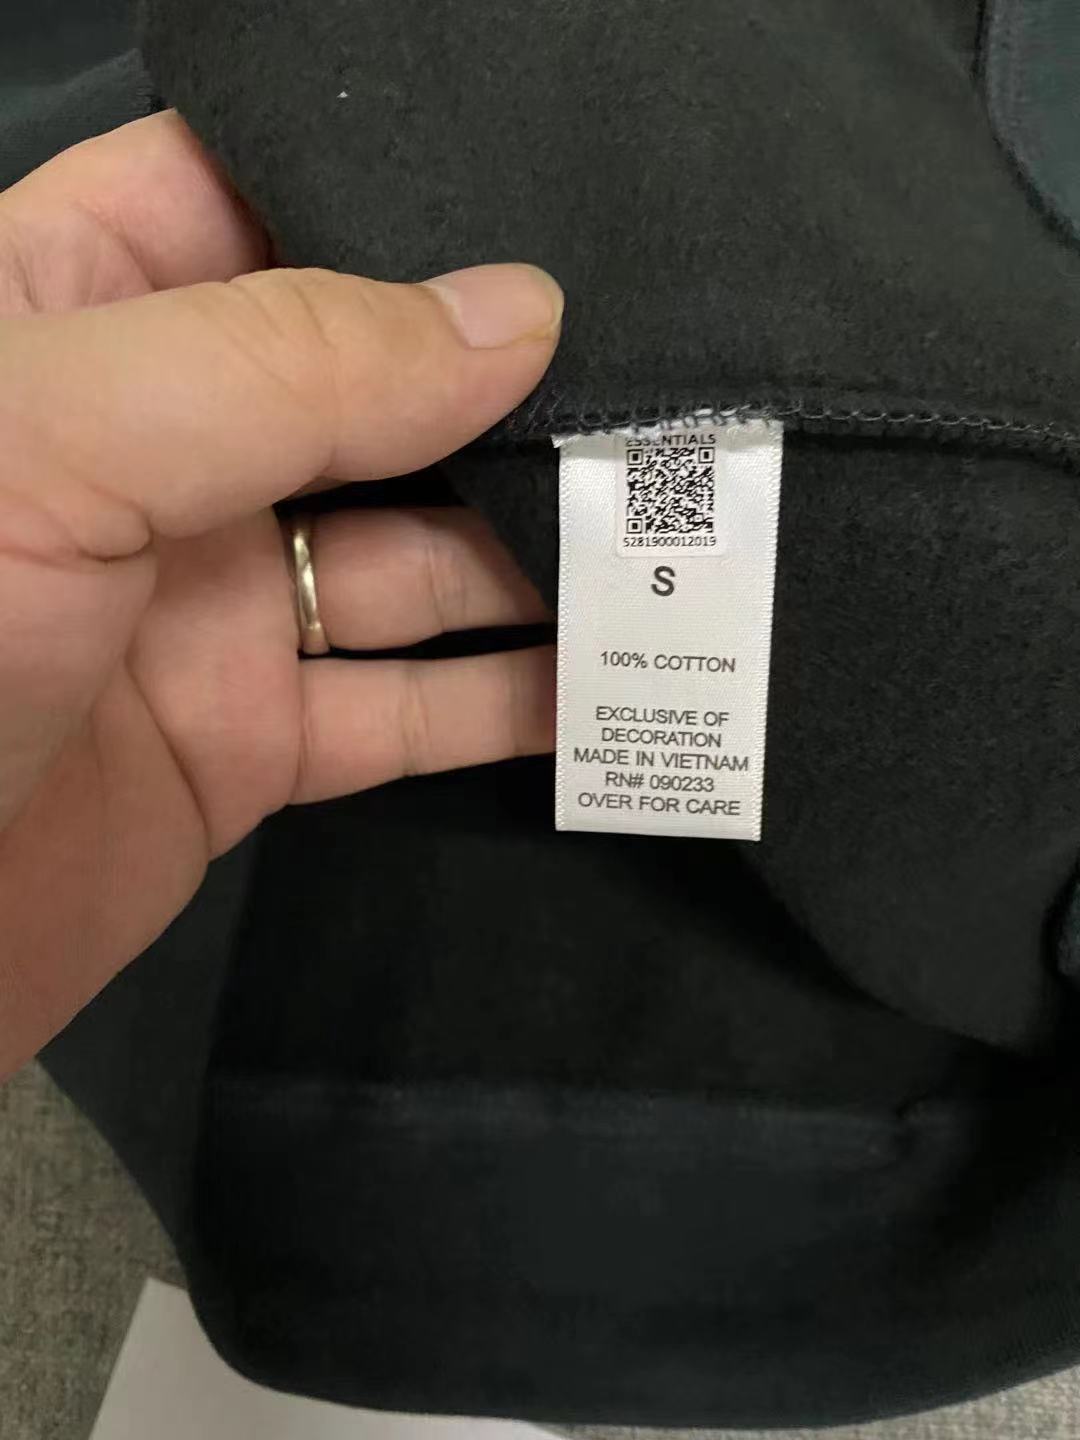 ESSENTIALS
5281900012019
S
100% COTTON
EXCLUSIVE OF
DECORATION
MADE IN VIETNAM
RN# 090233
OVER FOR CARE